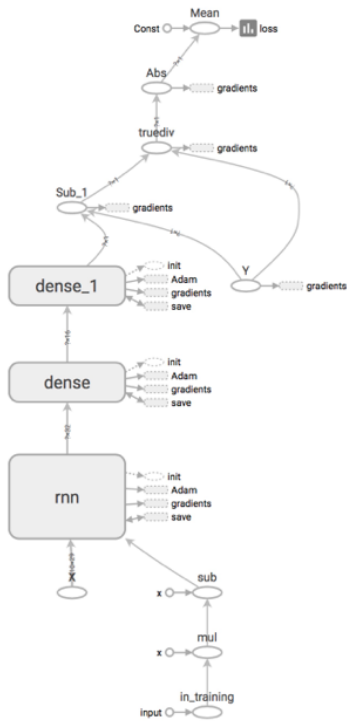 Mean
Const
loss
Abs
gradients
truediv
gradients
Sub_1
gradients
Y
gradients
init
Adam
gradients
save
dense_1
init
Adam
gradients
save
dense
rnn
init
Adam
gradients
save
X
sub
x
mul
x
in_training
input